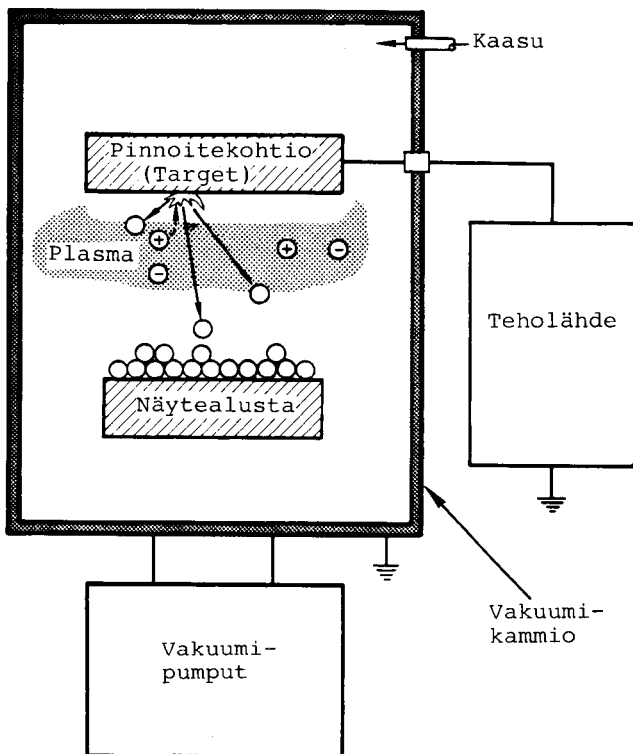 Kaasu
Pinnoitekohtio
(Target)
+
Plasma
−
+
−
Teholähde
Näytealusta
Vakuumi-
kammio
Vakuumi-
pumput